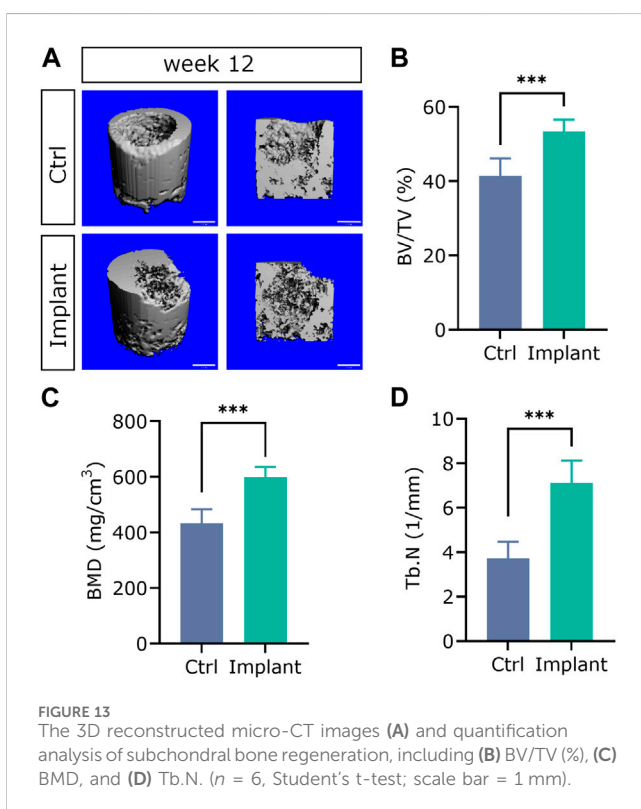 A
week 12
Ctrl
Implant
B
***
BV/TV (%)
60
40
20
0
Ctrl Implant
C
***
BMD (mg/cm³)
800
600
400
200
0
Ctrl Implant
D
***
Tb.N (1/mm)
10
8
6
4
2
0
Ctrl Implant
FIGURE 13
The 3D reconstructed micro-CT images (A) and quantification
analysis of subchondral bone regeneration, including (B) BV/TV (%), (C)
BMD, and (D) Tb.N. (n = 6, Student's t-test; scale bar = 1 mm).